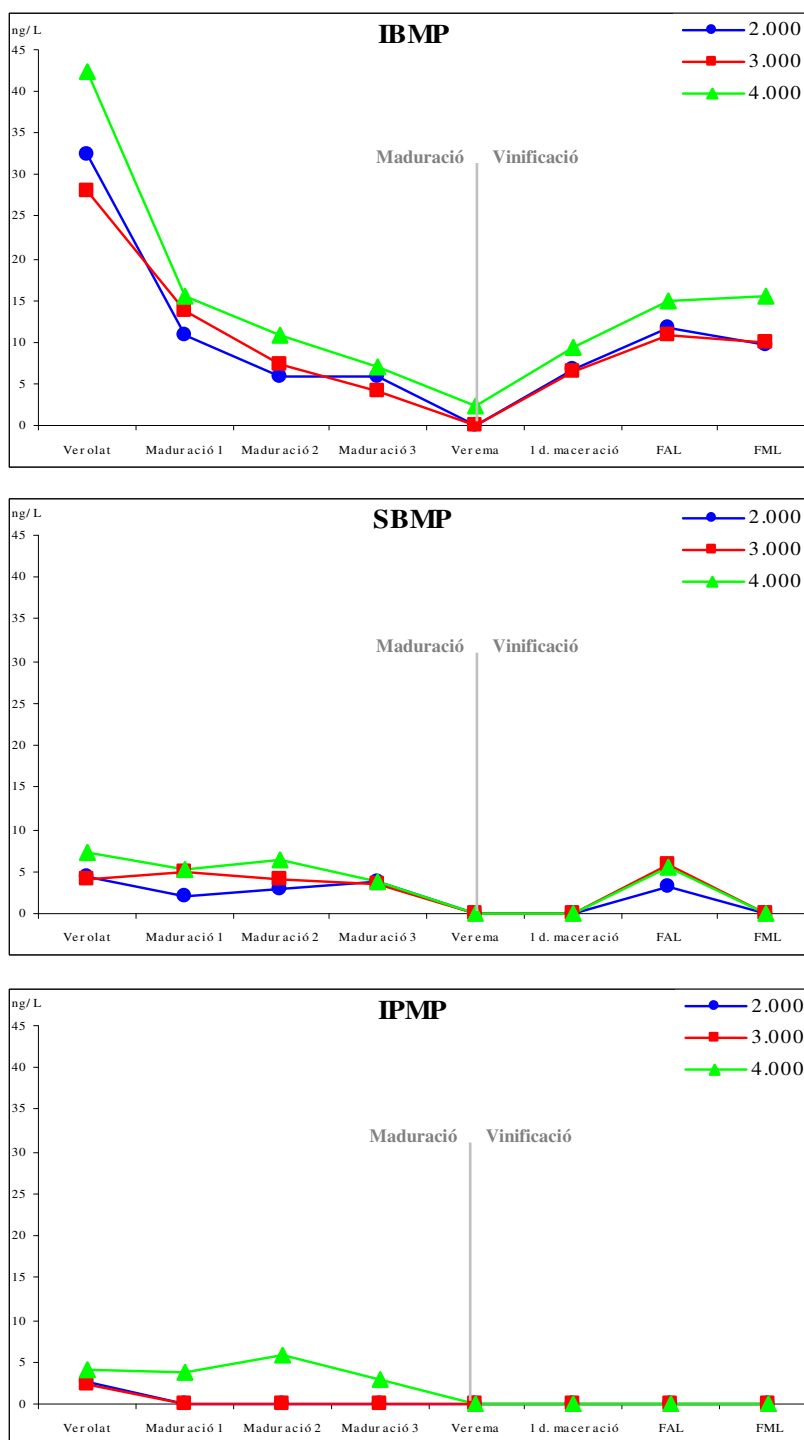 ng/L
IBMP
2.000
3.000
4.000
45
40
35
30
25
20
15
10
5
0
Maduració
Vinificació
Verolat
Maduració 1
Maduració 2
Maduració 3
Verema
1 d. maceració
FAL
FML
ng/L
SBMP
2.000
3.000
4.000
45
40
35
30
25
20
15
10
5
0
Maduració
Vinificació
Verolat
Maduració 1
Maduració 2
Maduració 3
Verema
1 d. maceració
FAL
FML
ng/L
IPMP
2.000
3.000
4.000
45
40
35
30
25
20
15
10
5
0
Maduració
Vinificació
Verolat
Maduració 1
Maduració 2
Maduració 3
Verema
1 d. maceració
FAL
FML